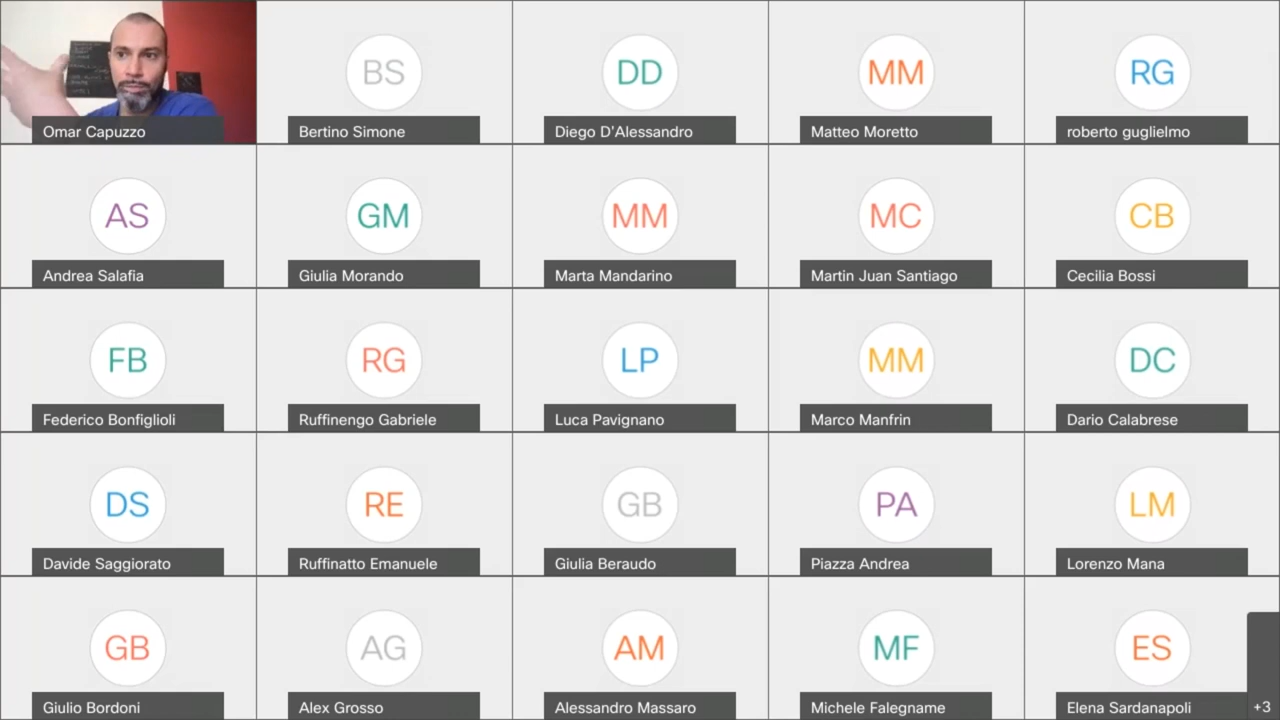 Omar Capuzzo
BS
Bertino Simone
DD
Diego D'Alessandro
MM
Matteo Moretto
RG
roberto guglielmo
AS
Andrea Salafia
GM
Giulia Morando
MM
Marta Mandarino
MC
Martin Juan Santiago
CB
Cecilia Bossi
FB
Federico Bonfiglioli
RG
Ruffinengo Gabriele
LP
Luca Pavignano
MM
Marco Manfrin
DC
Dario Calabrese
DS
Davide Saggiorato
RE
Ruffinatto Emanuele
GB
Giulia Beraudo
PA
Piazza Andrea
LM
Lorenzo Mana
GB
Giulio Bordoni
AG
Alex Grosso
AM
Alessandro Massaro
MF
Michele Falegname
ES
Elena Sardanapoli
+3